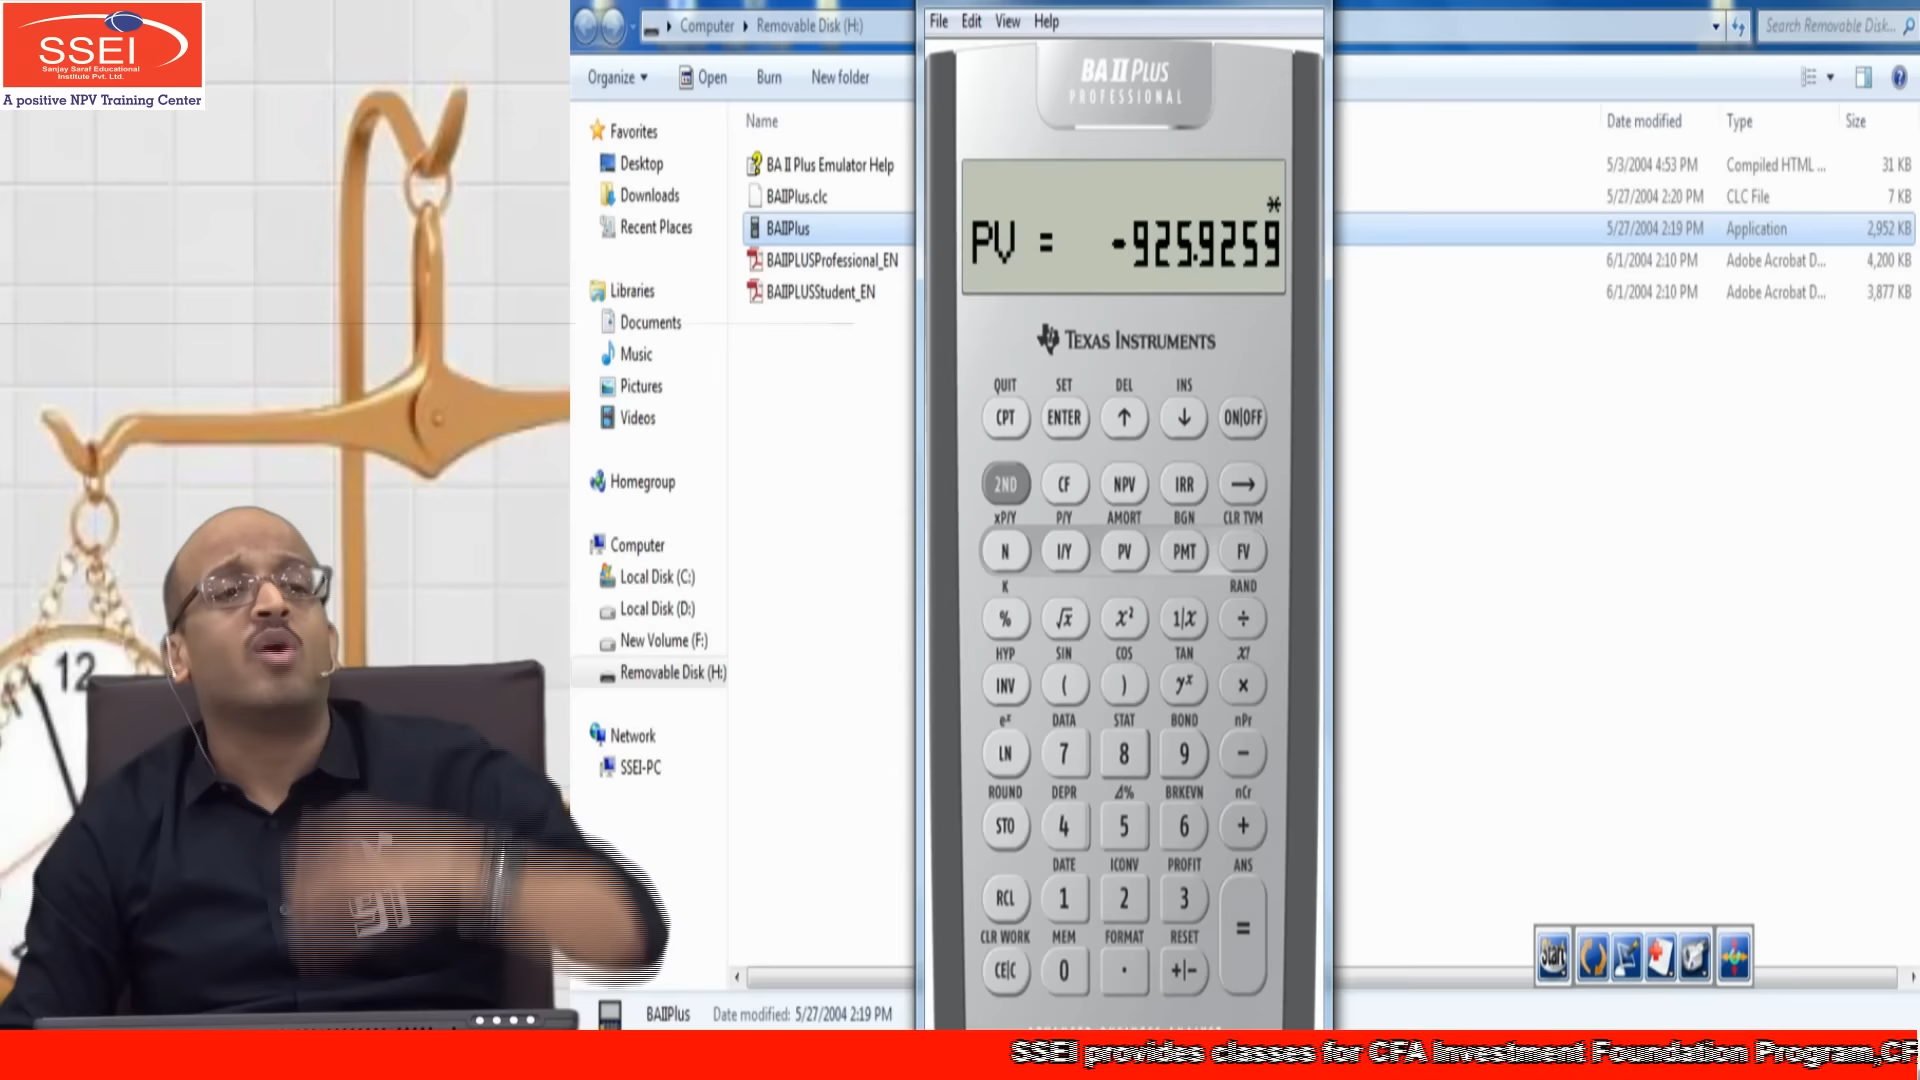 SSEI
Sanjay Saraf Educational
Institute Pvt. Ltd.
A positive NPV Training Center
12
Computer
Removable Disk (H:)
Search Removable Disk...
Organize
Open
Burn
New folder
Favorites
Desktop
Downloads
Recent Places
Libraries
Documents
Music
Pictures
Videos
Homegroup
Computer
Local Disk (C:)
Local Disk (D:)
New Volume (F:)
Removable Disk (H:)
Network
SSEI-PC
Name
Date modified
Type
Size
BA II Plus Emulator Help
5/3/2004 4:53 PM
Compiled HTML ...
31 KB
BAIIPlus.clc
5/27/2004 2:20 PM
CLC File
7 KB
BAIIPlus
5/27/2004 2:19 PM
Application
2,952 KB
BAIIPLUSProfessional_EN
6/1/2004 2:10 PM
Adobe Acrobat D...
4,200 KB
BAIIPLUSStudent_EN
6/1/2004 2:10 PM
Adobe Acrobat D...
3,877 KB
File Edit View Help
BA II PLUS
PROFESSIONAL
*
PV = -925.9259
TEXAS INSTRUMENTS
QUIT SET DEL INS
CPT ENTER ↑ ↓ ON|OFF
2ND CF NPV IRR →
xP/Y P/Y AMORT BGN CLR TVM
N I/Y PV PMT FV
K RAND
% √x x² 1/x ÷
HYP SIN COS TAN x!
INV ( ) yˣ ×
eˣ DATA STAT BOND nPr
LN 7 8 9 −
ROUND DEPR Δ% BRKEVN nCr
STO 4 5 6 +
DATE ICONV PROFIT ANS
RCL 1 2 3 =
CLR WORK MEM FORMAT RESET
CE|C 0 . +|−
Start
BAIIPlus
Date modified: 5/27/2004 2:19 PM
SSEI provides classes for CFA Investment Foundation Program,CF